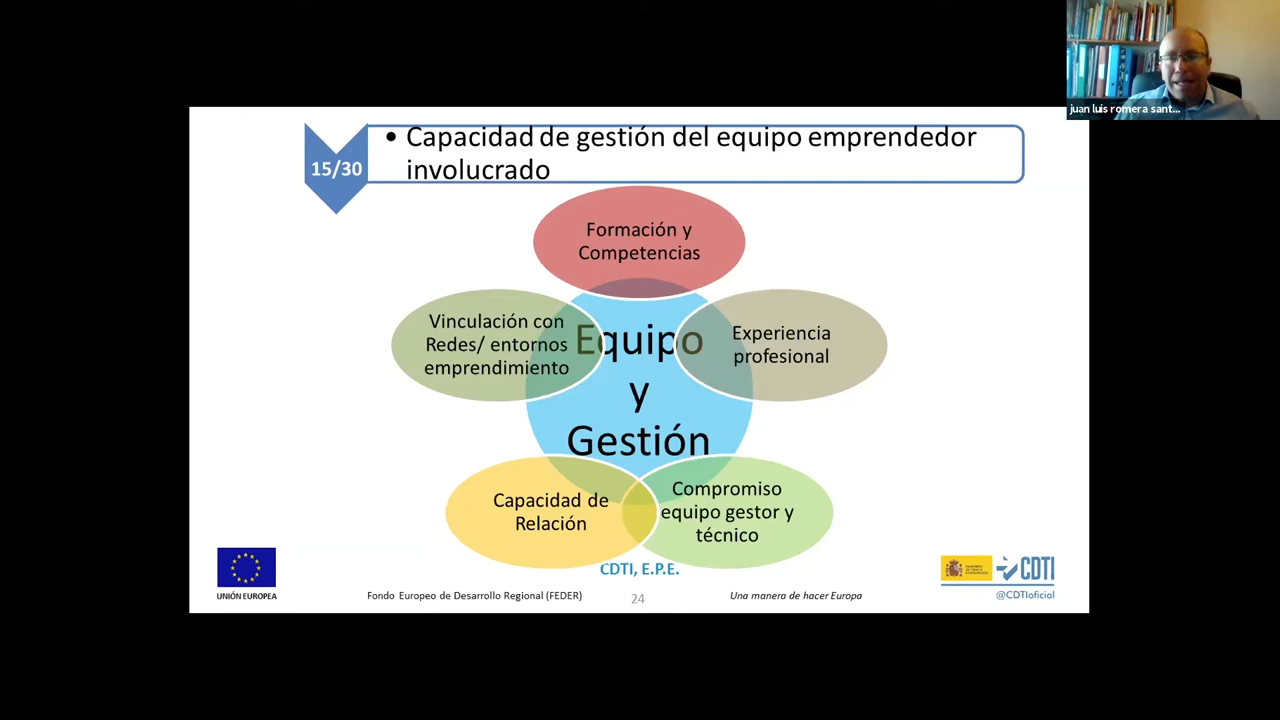 juan luis romera sant...
15/30
• Capacidad de gestión del equipo emprendedor
involucrado
Formación y
Competencias
Vinculación con
Redes/ entornos
emprendimiento
Equipo
y
Gestión
Experiencia
profesional
Capacidad de
Relación
Compromiso
equipo gestor y
técnico
CDTI, E.P.E.
UNIÓN EUROPEA
Fondo Europeo de Desarrollo Regional (FEDER)
24
Una manera de hacer Europa
CDTI
@CDTIoficial